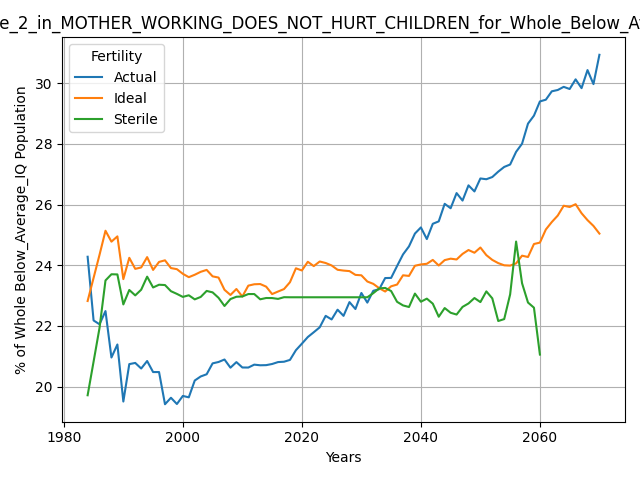 e_2_in_MOTHER_WORKING_DOES_NOT_HURT_CHILDREN_for_Whole_Below_A
Fertility
Actual
Ideal
Sterile
% of Whole Below_Average_IQ Population
30
28
26
24
22
20
1980
2000
2020
2040
2060
Years